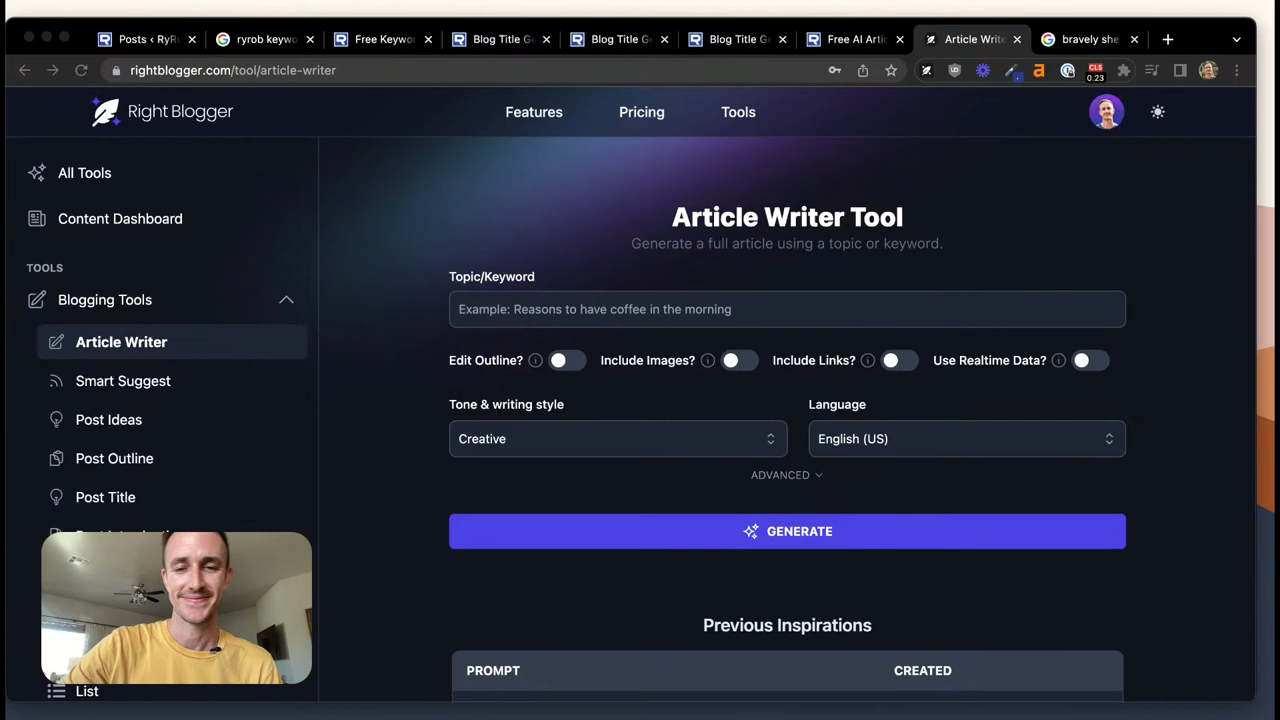 Posts ‹ RyR
ryrob keywo
Free Keywor
Blog Title G
Blog Title G
Blog Title G
Free AI Artic
Article Write
bravely she
rightblogger.com/tool/article-writer
CLS
0.23
Right Blogger
Features
Pricing
Tools
All Tools
Content Dashboard
TOOLS
Blogging Tools
Article Writer
Smart Suggest
Post Ideas
Post Outline
Post Title
List
Article Writer Tool
Generate a full article using a topic or keyword.
Topic/Keyword
Example: Reasons to have coffee in the morning
Edit Outline?
Include Images?
Include Links?
Use Realtime Data?
Tone & writing style
Language
Creative
English (US)
ADVANCED
GENERATE
Previous Inspirations
PROMPT
CREATED